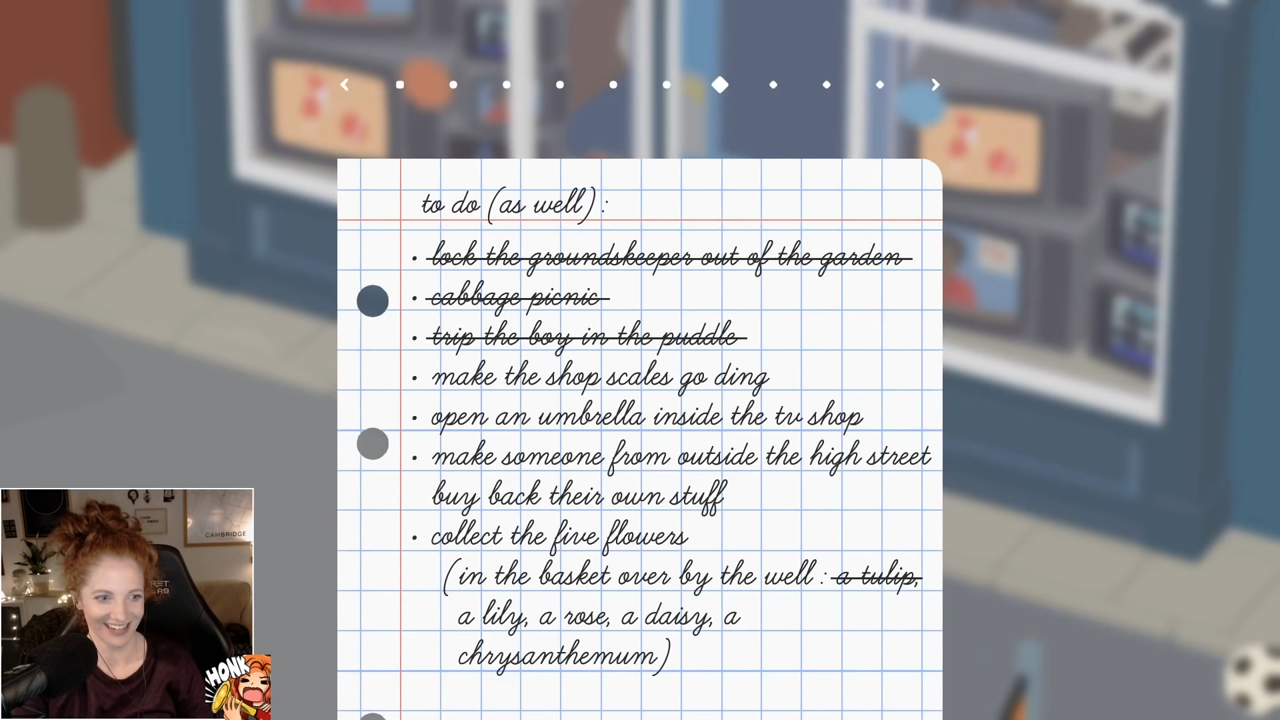 to do (as well) :
• lock the groundskeeper out of the garden
• cabbage picnic
• trip the boy in the puddle
• make the shop scales go ding
• open an umbrella inside the tv shop
• make someone from outside the high street
buy back their own stuff
• collect the five flowers
(in the basket over by the well : a tulip,
a lily, a rose, a daisy, a
chrysanthemum)
CAMBRIDGE
HONK